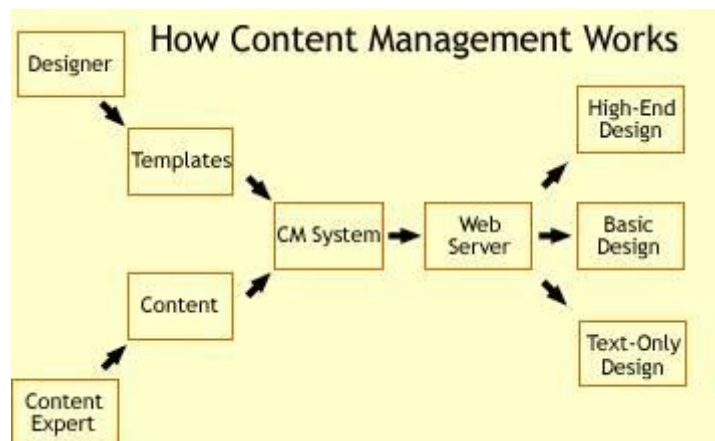 How Content Management Works
Designer
Templates
Content
Content
Expert
CM System
Web
Server
High-End
Design
Basic
Design
Text-Only
Design